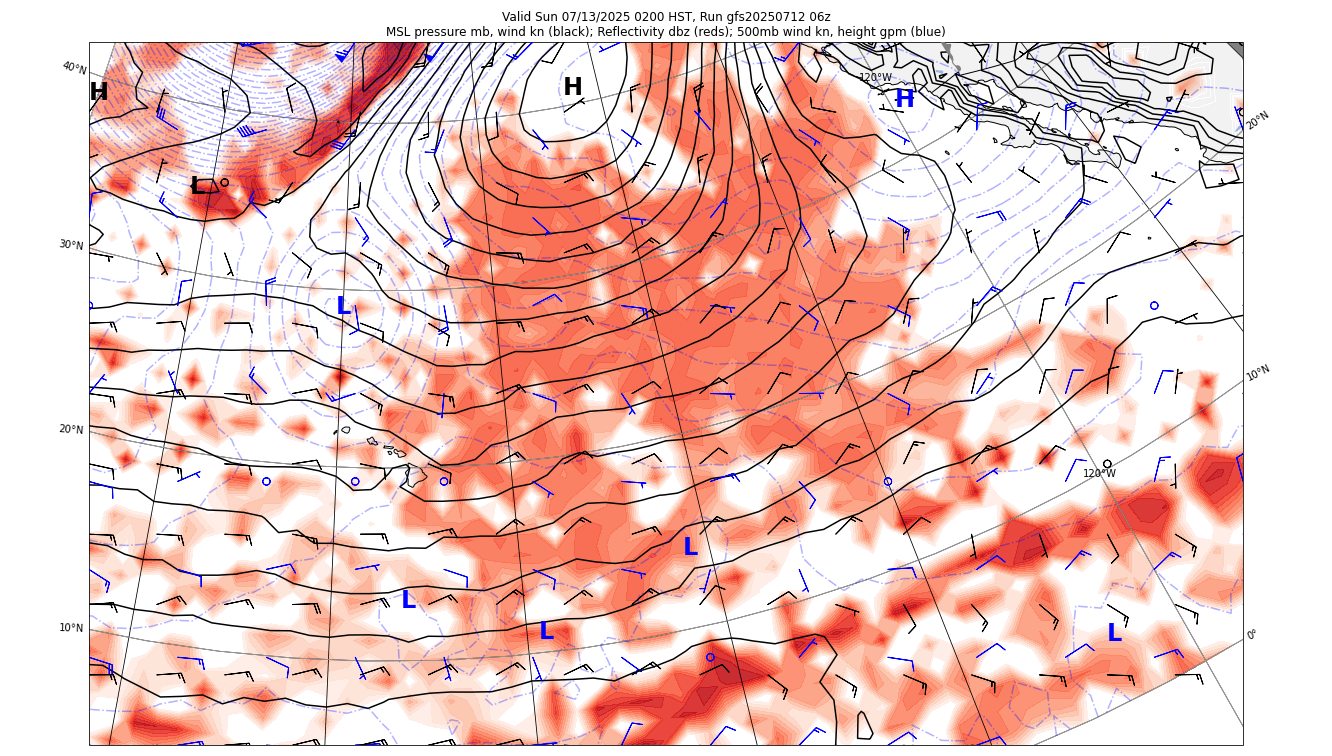 Valid Sun 07/13/2025 0200 HST, Run gfs20250712 06z
MSL pressure mb, wind kn (black); Reflectivity dbz (reds); 500mb wind kn, height gpm (blue)
40°N
120°W
H
H
H
20°N
L
30°N
L
10°N
20°N
120°W
L
L
10°N
L
L
0°